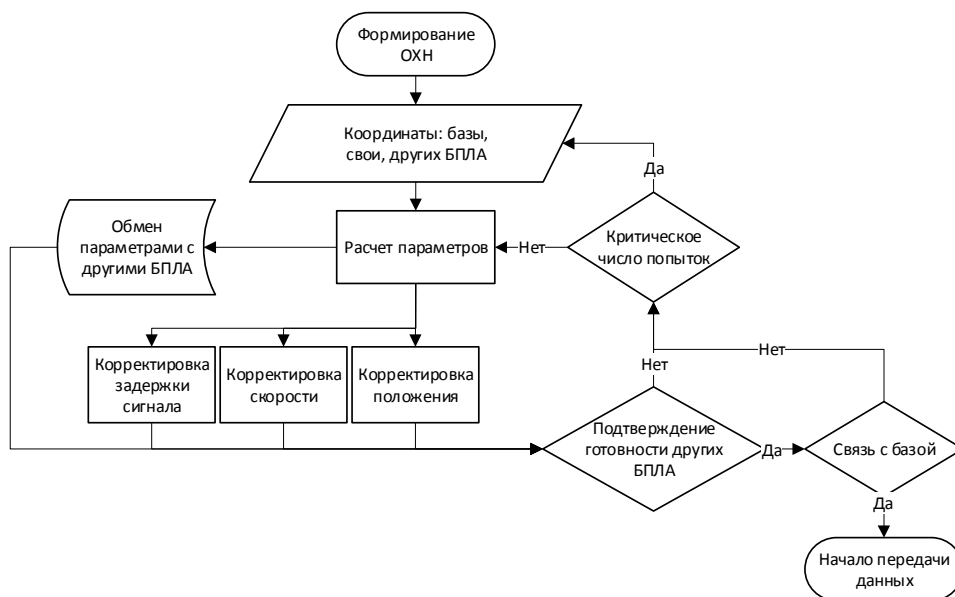 Формирование
ОХН
Координаты: базы,
свои, других БПЛА
Да
Обмен
параметрами с
другими БПЛА
Расчет параметров
Нет
Критическое
число попыток
Корректировка
задержки
сигнала
Корректировка
скорости
Корректировка
положения
Нет
Нет
Подтверждение
готовности других
БПЛА
Да
Связь с базой
Да
Начало передачи
данных